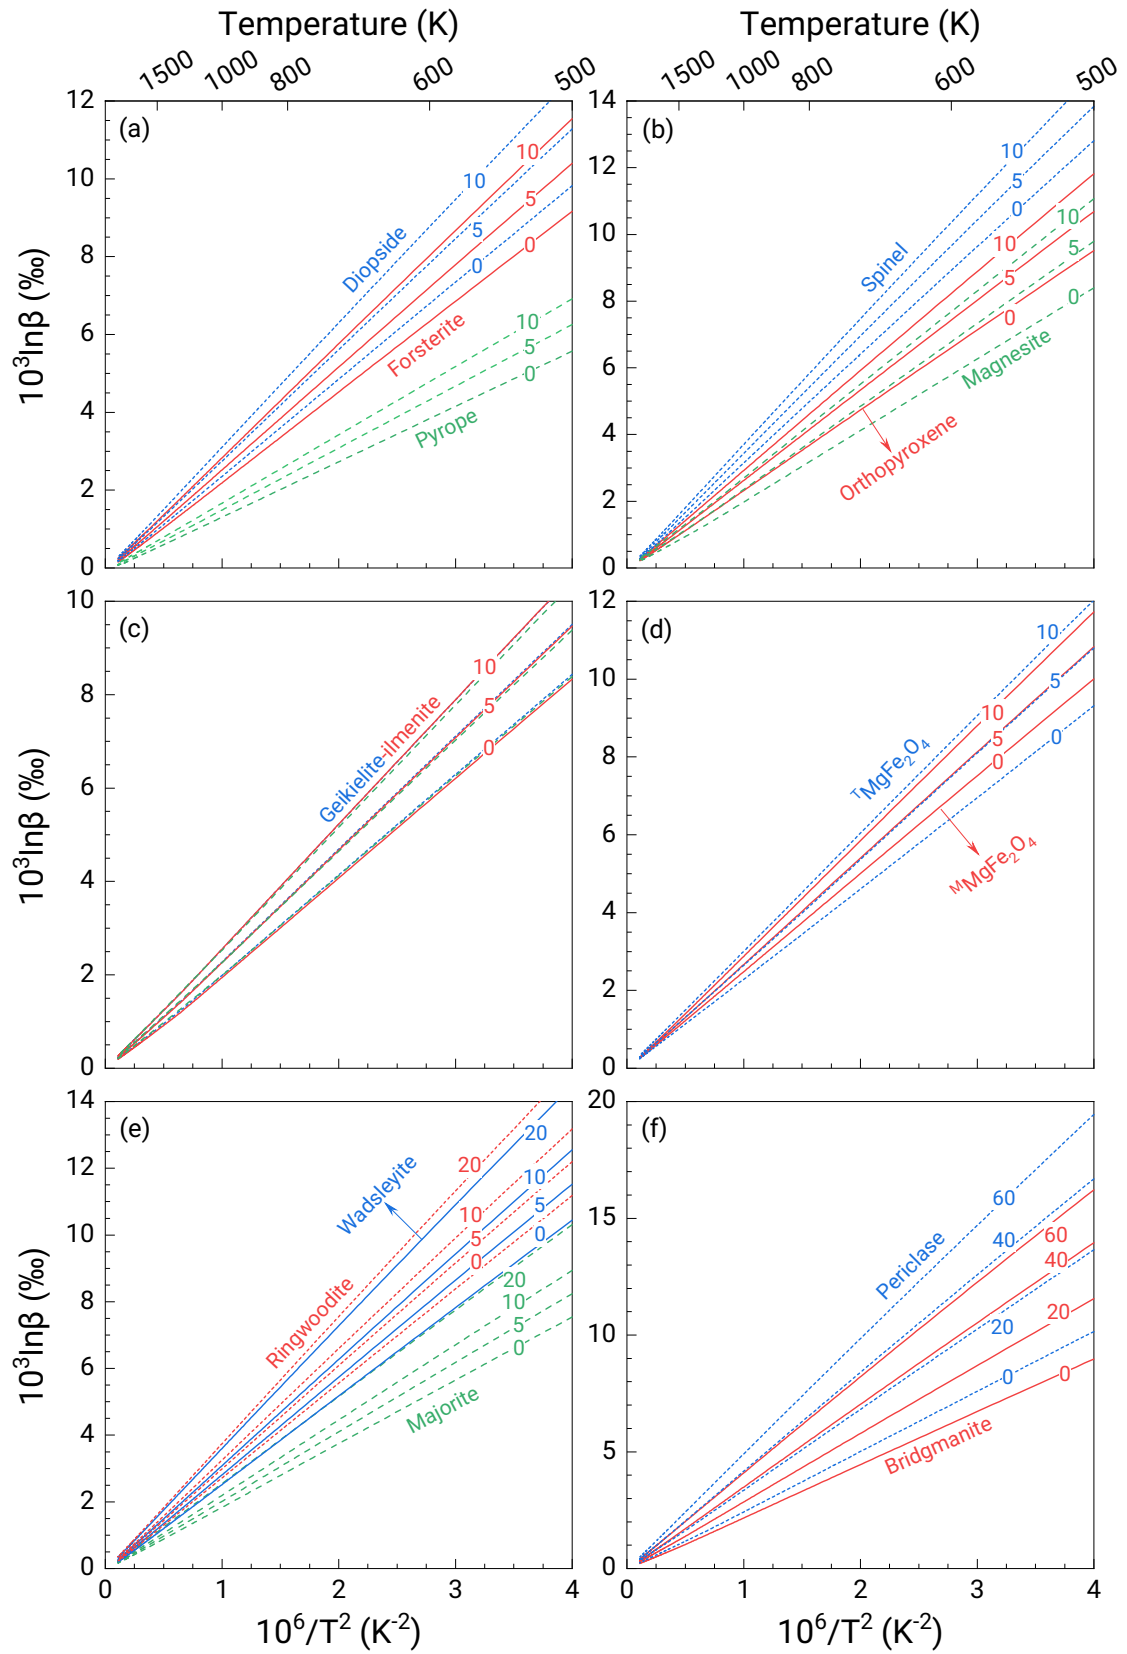 Temperature (K)
Temperature (K)
1500 1000 800 600 500
1500 1000 800 600 500
(a)
12
10
8
6
4
2
0
10³lnβ (‰)
Diopside
10
5
0
Forsterite
10
5
0
Pyrope
10
5
0
(b)
14
12
10
8
6
4
2
0
Spinel
12
5
0
Orthopyroxene
10
5
0
Magnesite
10
5
0
(c)
10
8
6
4
2
0
10³lnβ (‰)
Geikielite-ilmenite
10
5
0
(d)
12
10
8
6
4
2
0
ᵀMgFe₂O₄
10
5
0
ᴹMgFe₂O₄
10
5
0
(e)
14
12
10
8
6
4
2
0
10³lnβ (‰)
Wadsleyite
20
10
5
0
Ringwoodite
20
10
5
0
Majorite
20
10
5
0
0 1 2 3 4
10⁶/T² (K⁻²)
(f)
20
15
10
5
0
Periclase
60
40
20
0
Bridgmanite
60
40
20
0
0 1 2 3 4
10⁶/T² (K⁻²)